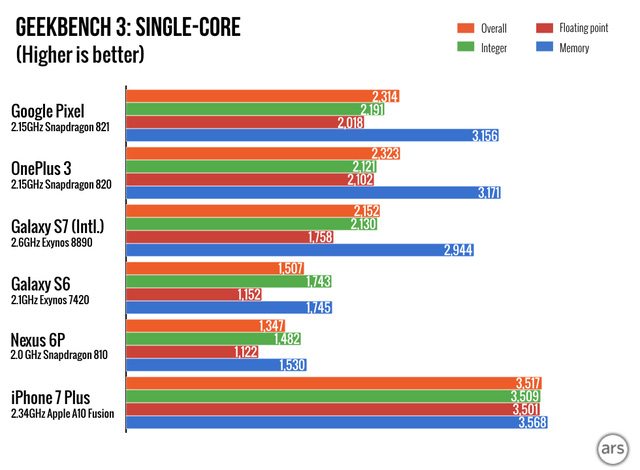 GEEKBENCH 3: SINGLE-CORE
(Higher is better)
Overall
Floating point
Integer
Memory
Google Pixel
2.15GHz Snapdragon 821
2,314
2,191
2,018
3,156
OnePlus 3
2.15GHz Snapdragon 820
2,323
2,121
2,102
3,171
Galaxy S7 (Intl.)
2.6GHz Exynos 8890
2,152
2,130
1,758
2,944
Galaxy S6
2.1GHz Exynos 7420
1,507
1,743
1,152
1,745
Nexus 6P
2.0 GHz Snapdragon 810
1,347
1,482
1,122
1,530
iPhone 7 Plus
2.34GHz Apple A10 Fusion
3,517
3,509
3,501
3,568
ars